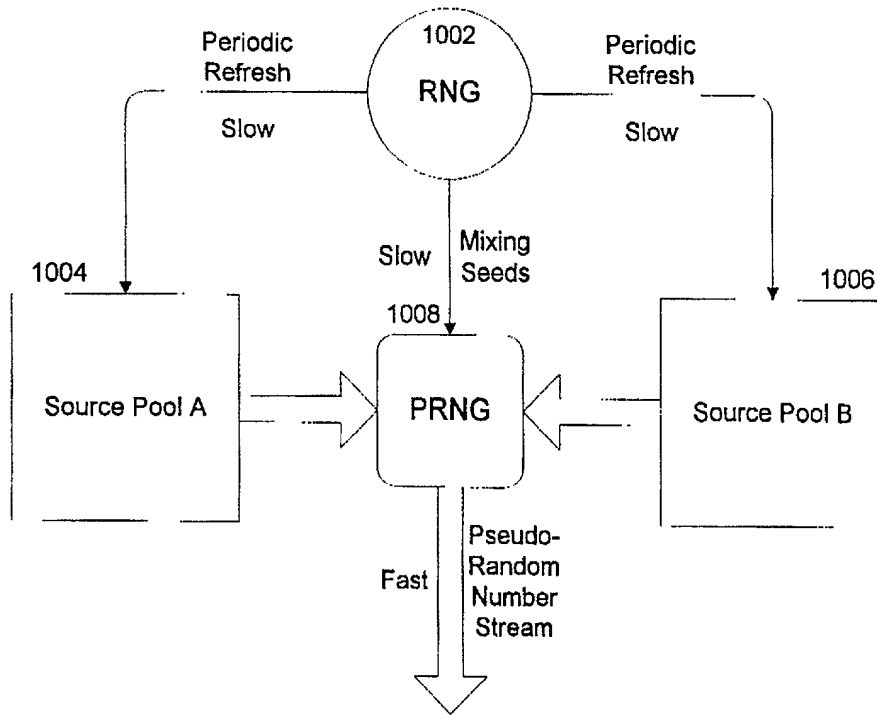 Periodic
Refresh
Slow
1002
RNG
Periodic
Refresh
Slow
Slow
Mixing
Seeds
1004
Source Pool A
1008
PRNG
1006
Source Pool B
Fast
Pseudo-
Random
Number
Stream